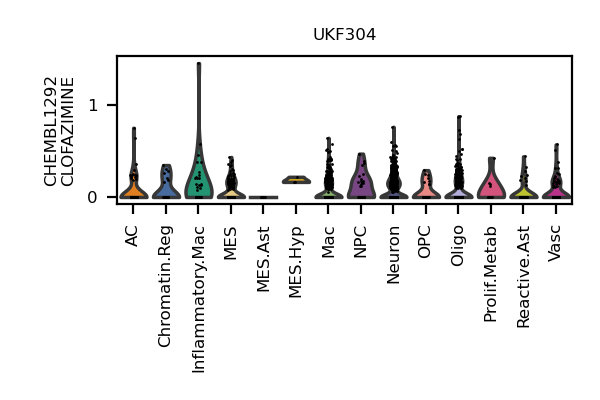 UKF304
CHEMBL1292
CLOFAZIMINE
1
0
AC
Chromatin.Reg
Inflammatory.Mac
MES
MES.Ast
MES.Hyp
Mac
NPC
Neuron
OPC
Oligo
Prolif.Metab
Reactive.Ast
Vasc